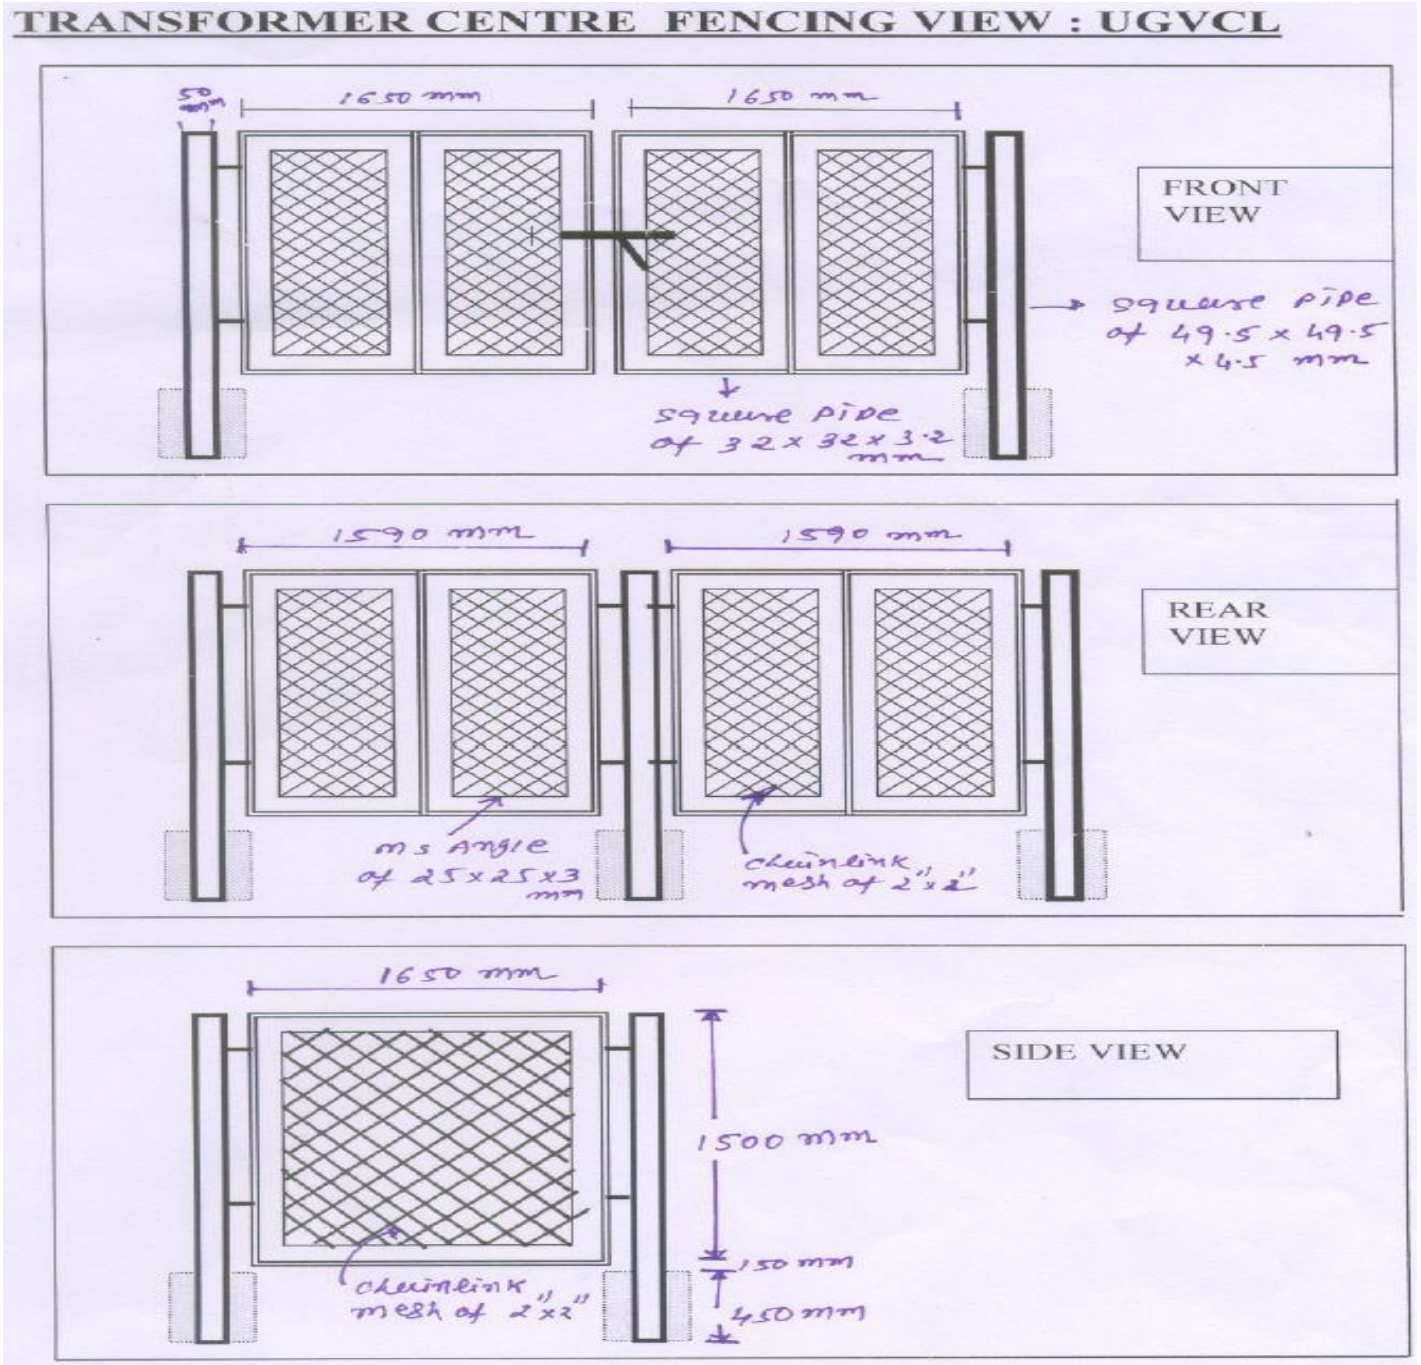 TRANSFORMER CENTRE FENCING VIEW : UGVCL
50
mm
1650 mm
1650 mm
FRONT
VIEW
square pipe
of 49.5 x 49.5
x 4.5 mm
square pipe
of 32 x 32 x 3.2
mm
1590 mm
1590 mm
REAR
VIEW
ms Angle
of 25x25x3
mm
chainlink
mesh of 2"x2"
1650 mm
SIDE VIEW
1500 mm
150 mm
450 mm
chainlink
mesh of 2"x2"